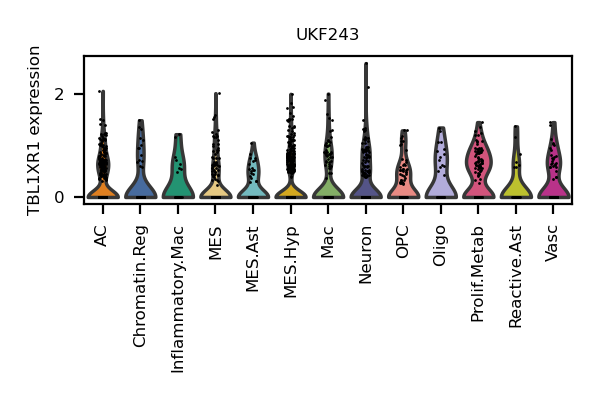 UKF243
TBL1XR1 expression
2
0
AC
Chromatin.Reg
Inflammatory.Mac
MES
MES.Ast
MES.Hyp
Mac
Neuron
OPC
Oligo
Prolif.Metab
Reactive.Ast
Vasc